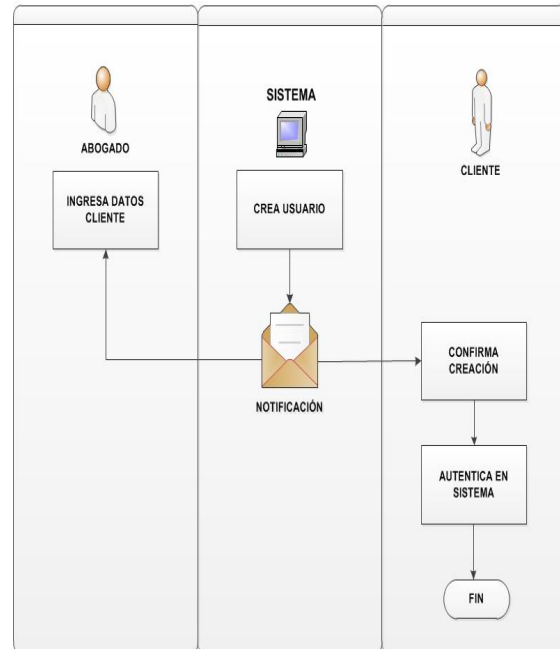 ABOGADO
INGRESA DATOS
CLIENTE
SISTEMA
CREA USUARIO
NOTIFICACIÓN
CLIENTE
CONFIRMA
CREACIÓN
AUTENTICA EN
SISTEMA
FIN